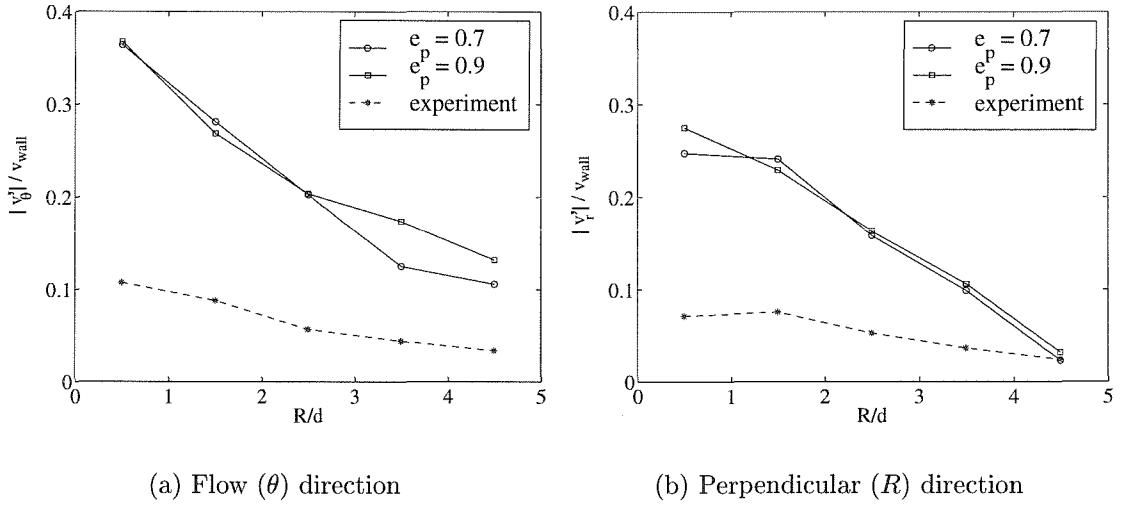 0.4
0.3
0.2
0.1
0
|v'θ| / v_wall
0 1 2 3 4 5
R/d
e_p = 0.7
e_p = 0.9
experiment
(a) Flow (θ) direction
0.4
0.3
0.2
0.1
0
|v'r| / v_wall
0 1 2 3 4 5
R/d
e_p = 0.7
e_p = 0.9
experiment
(b) Perpendicular (R) direction